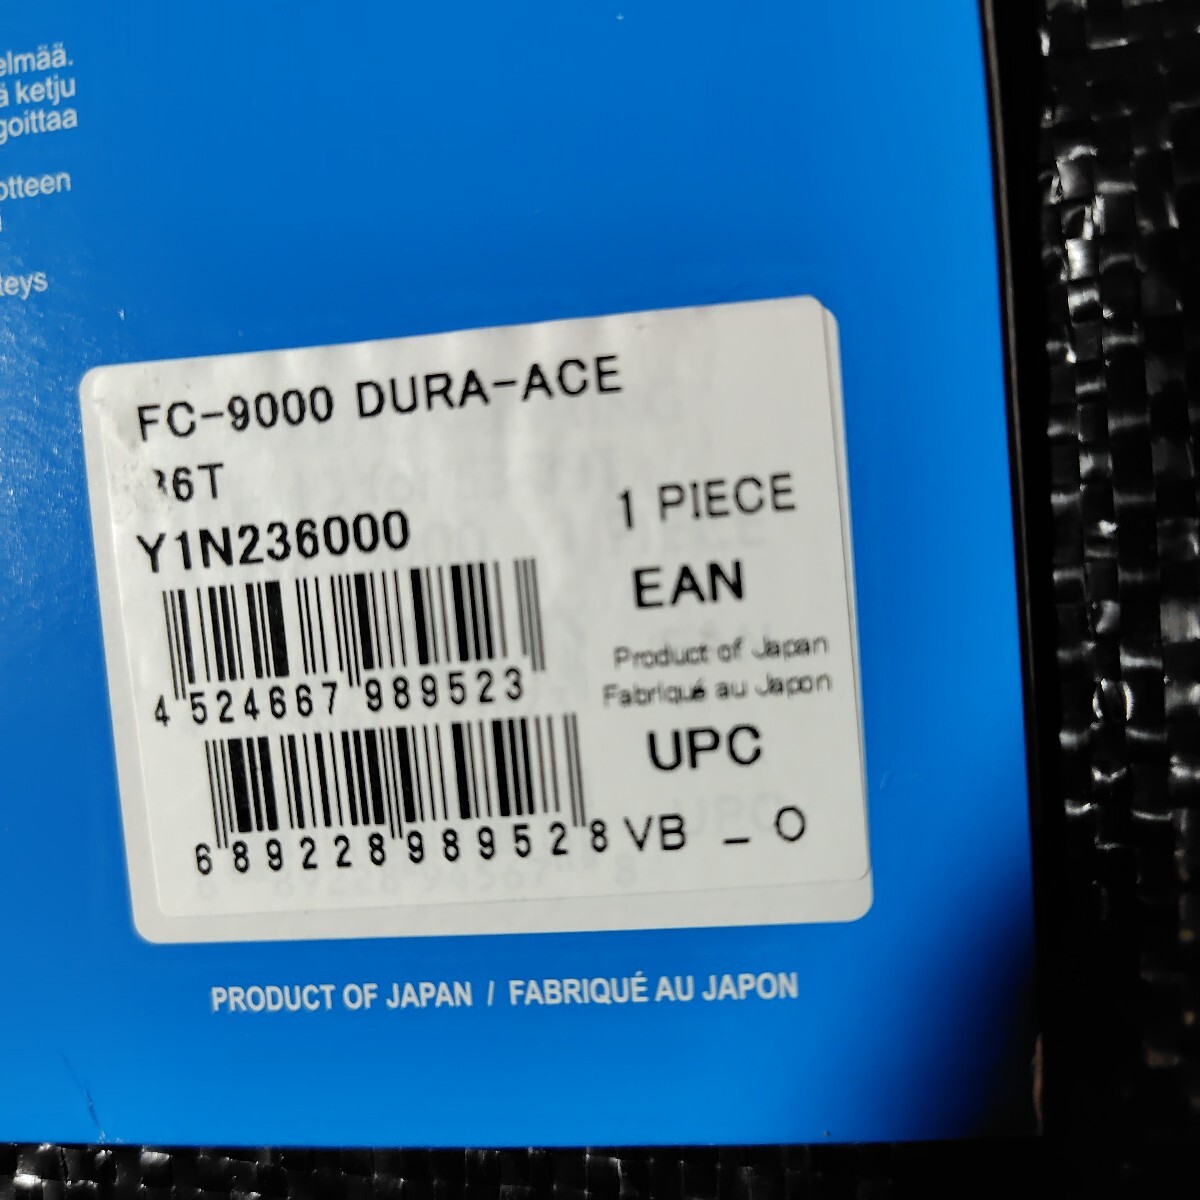 elmää.
ä ketju
goittaa
otteen
teys
FC-9000 DURA-ACE
36T
Y1N236000
1 PIECE
EAN
Product of Japan
Fabriqué au Japon
4 524667 989523
UPC
6 89228 98952 8
VB _ O
PRODUCT OF JAPAN / FABRIQUÉ AU JAPON